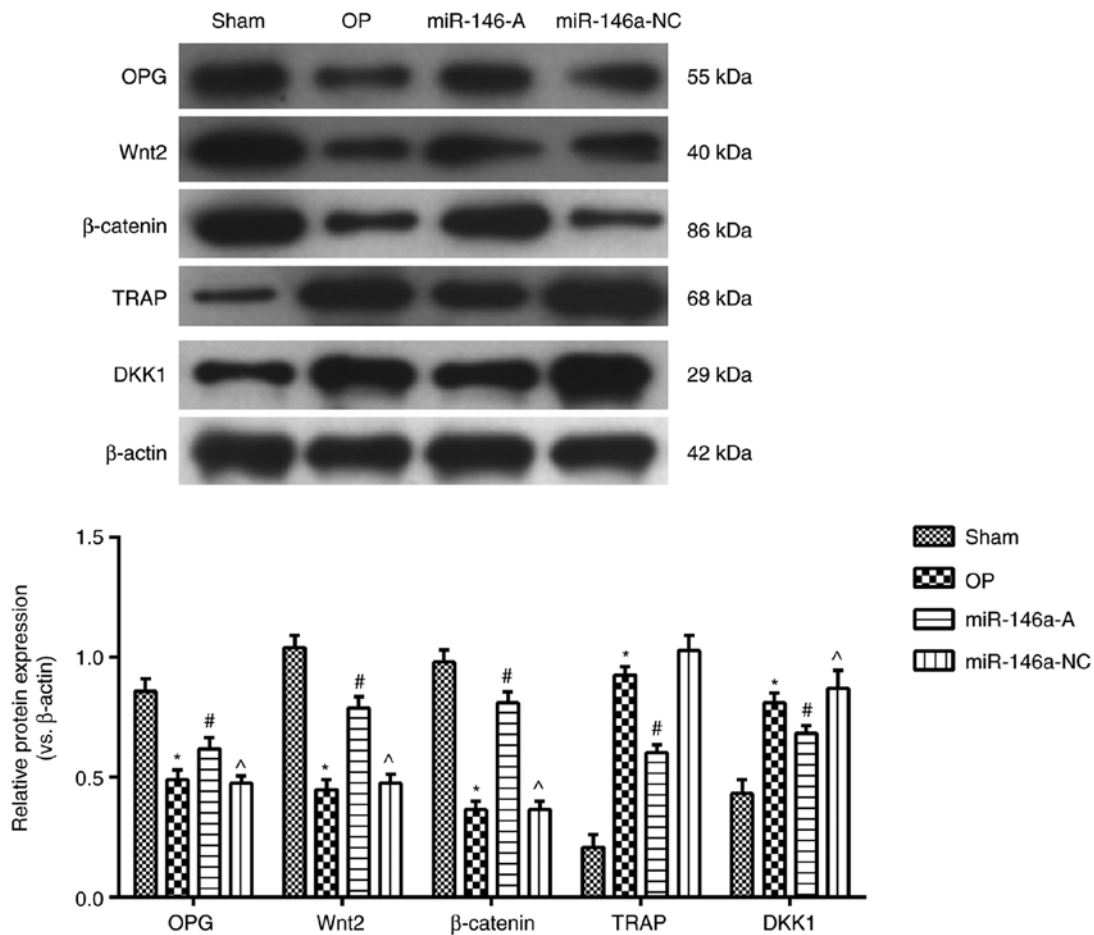 Sham OP miR-146-A miR-146a-NC
OPG 55 kDa
Wnt2 40 kDa
β-catenin 86 kDa
TRAP 68 kDa
DKK1 29 kDa
β-actin 42 kDa
Relative protein expression
(vs. β-actin)
1.5
1.0
0.5
0.0
# * ^
# * ^
# * ^
* #
* # ^
OPG Wnt2 β-catenin TRAP DKK1
Sham
OP
miR-146a-A
miR-146a-NC